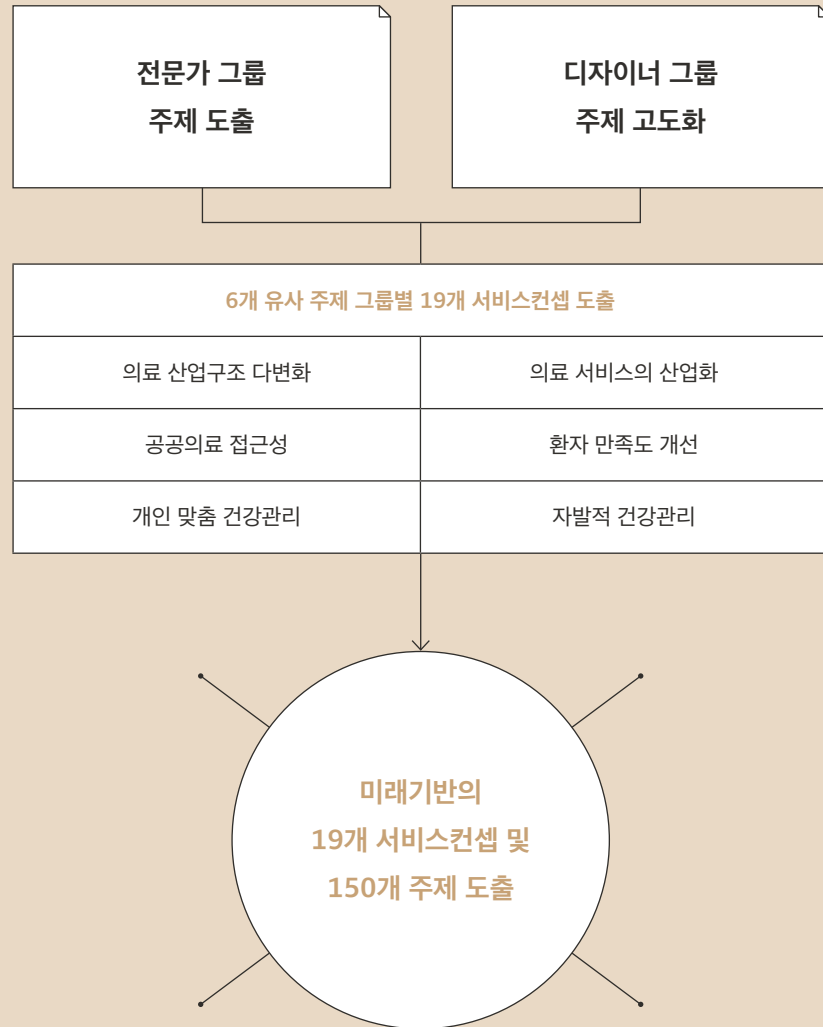 전문가 그룹
주제 도출
디자이너 그룹
주제 고도화
6개 유사 주제 그룹별 19개 서비스컨셉 도출
의료 산업구조 다변화
의료 서비스의 산업화
공공의료 접근성
환자 만족도 개선
개인 맞춤 건강관리
자발적 건강관리
미래기반의
19개 서비스컨셉 및
150개 주제 도출